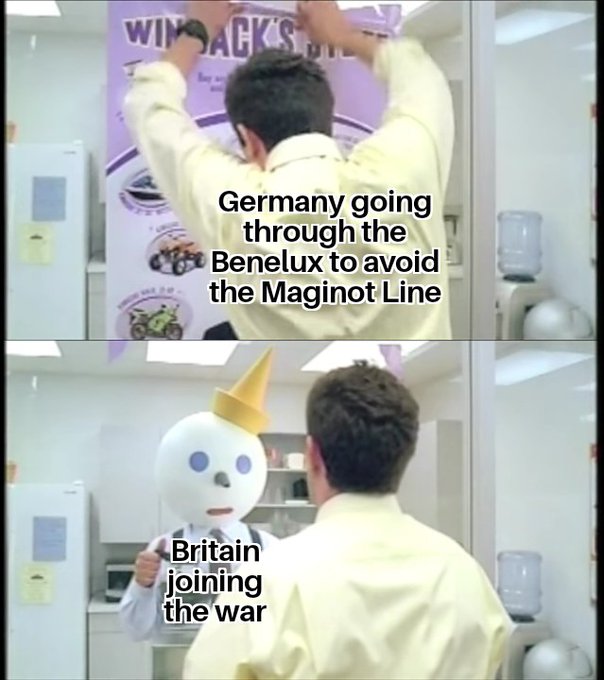 Germany going
through the
Benelux to avoid
the Maginot Line
Britain
joining
the war